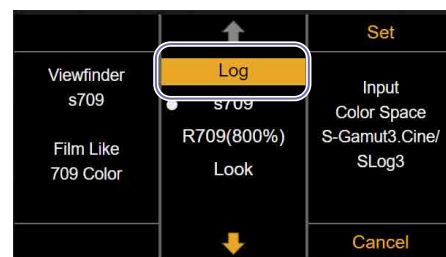 Set
Viewfinder
s709
Film Like
709 Color
Log
s709
R709(800%)
Look
Input
Color Space
S-Gamut3.Cine/
SLog3
Cancel